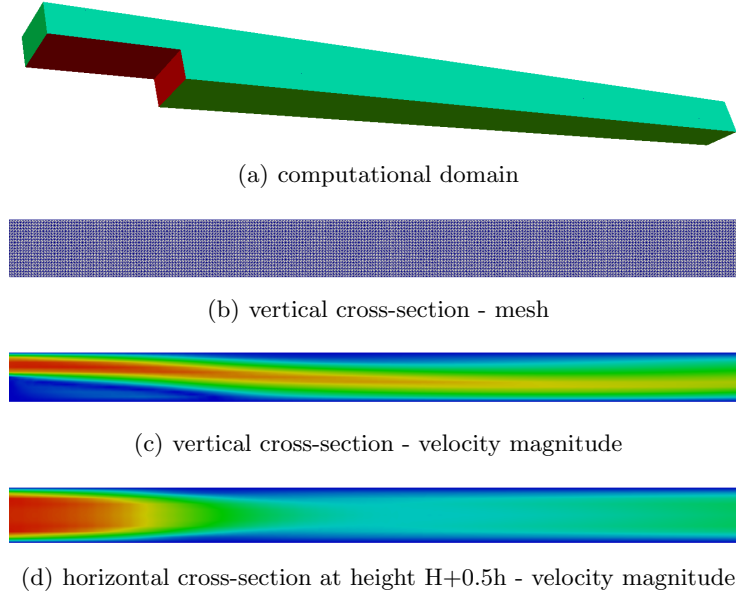 (a) computational domain
(b) vertical cross-section - mesh
(c) vertical cross-section - velocity magnitude
(d) horizontal cross-section at height H+0.5h - velocity magnitude